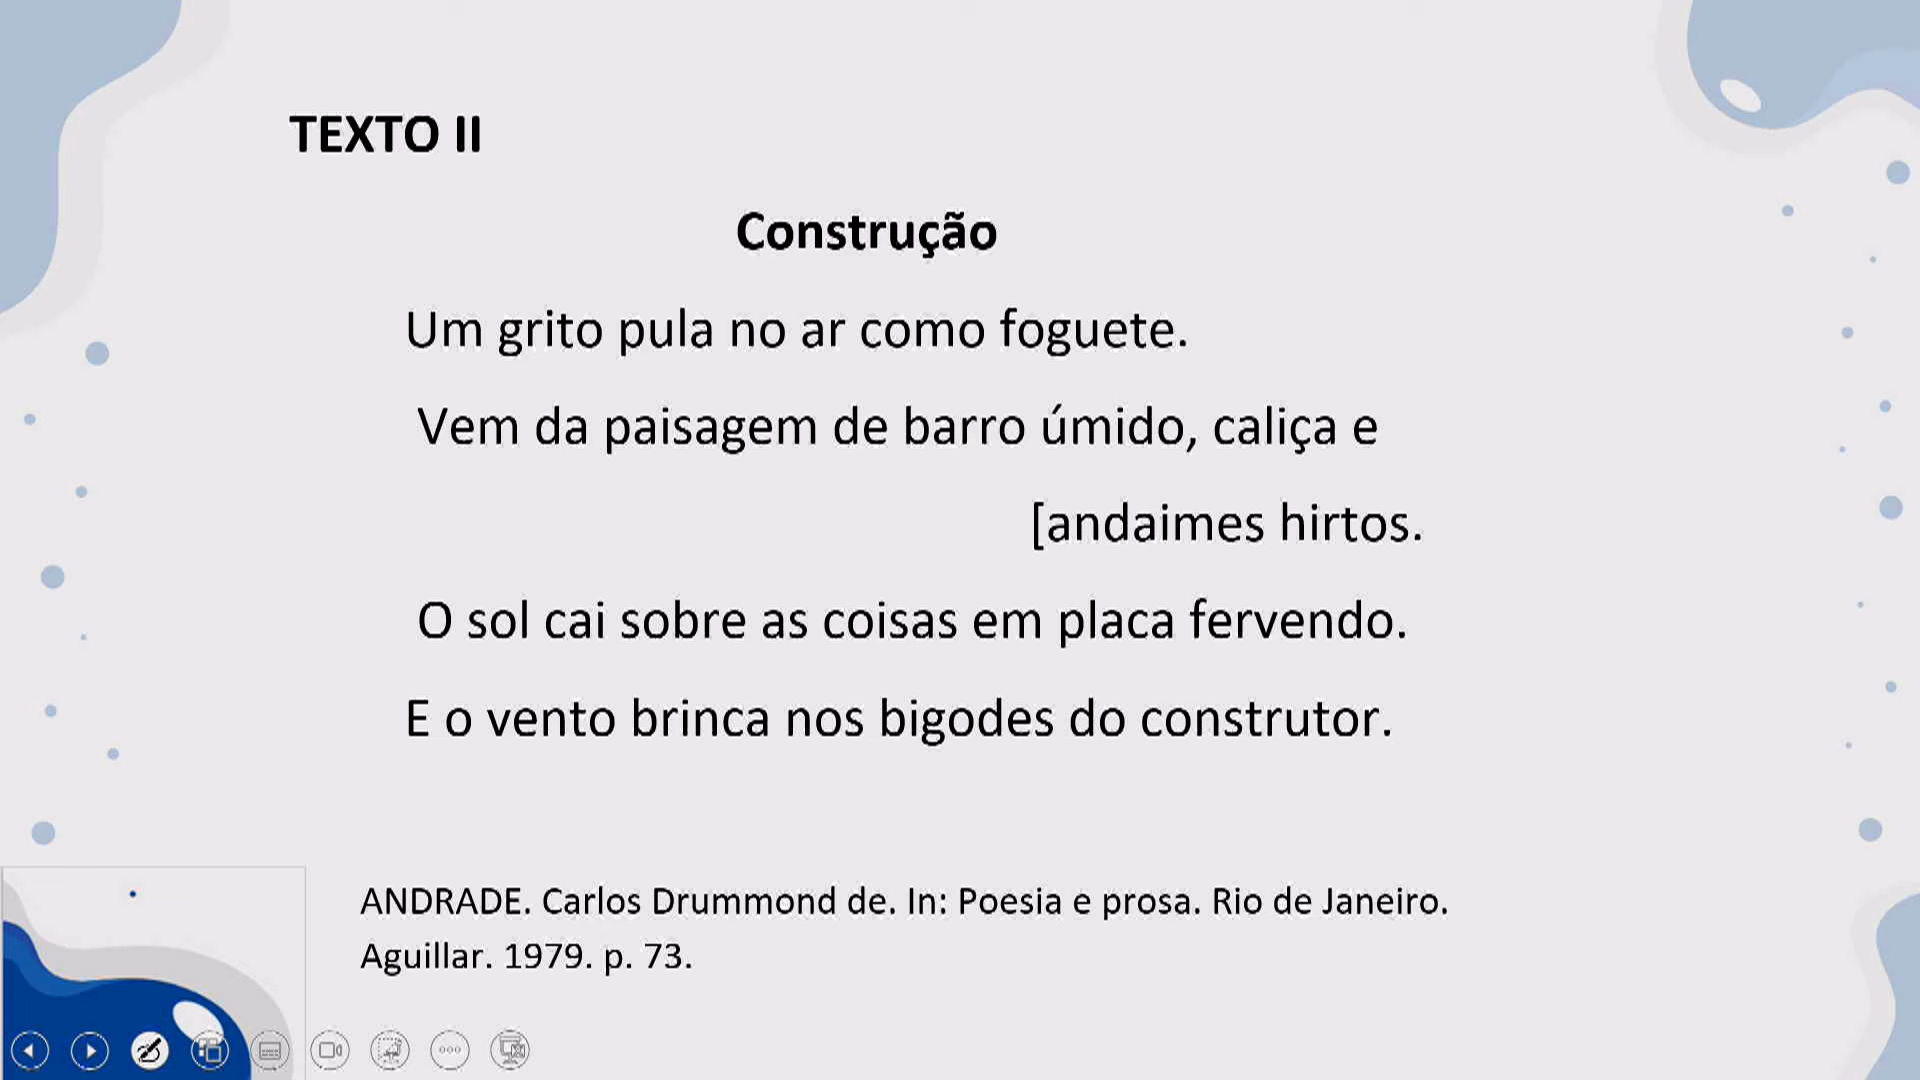 TEXTO II
Construção
Um grito pula no ar como foguete.
Vem da paisagem de barro úmido, caliça e
[andaimes hirtos.
O sol cai sobre as coisas em placa fervendo.
E o vento brinca nos bigodes do construtor.
ANDRADE. Carlos Drummond de. In: Poesia e prosa. Rio de Janeiro.
Aguillar. 1979. p. 73.